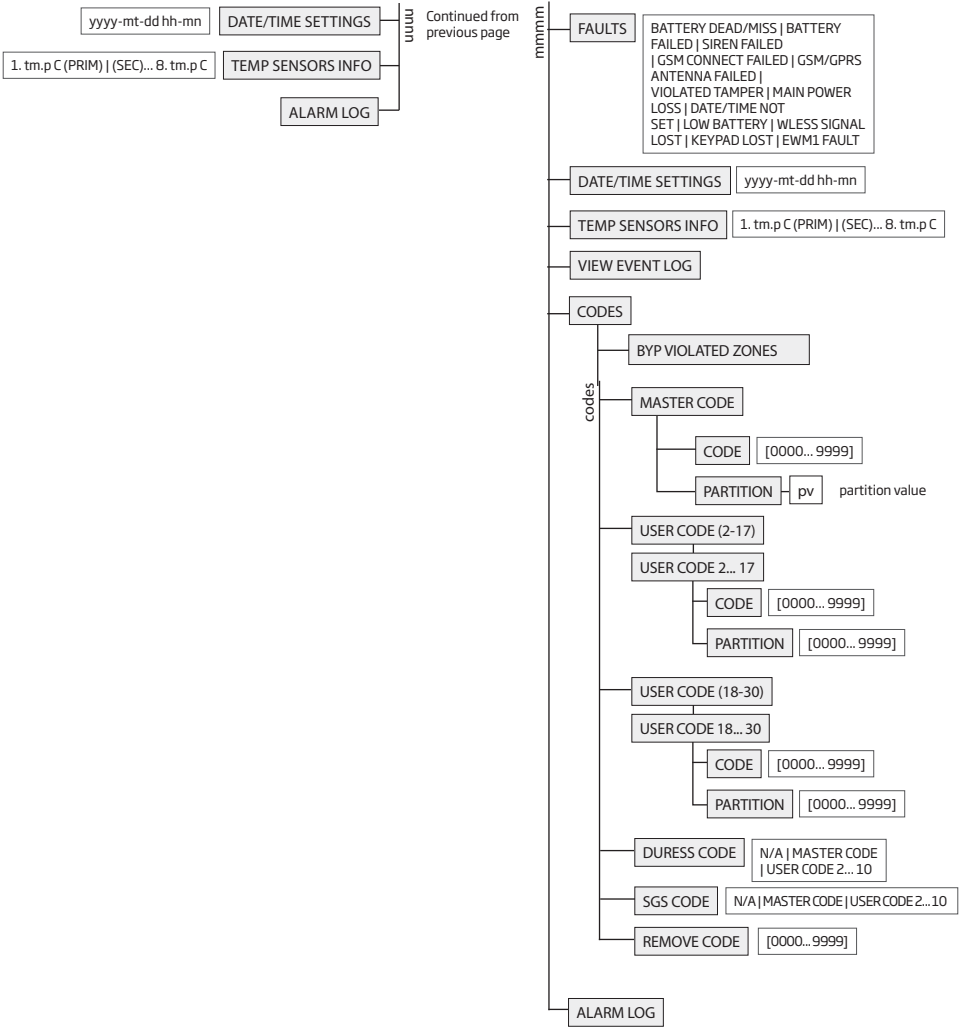 yyyy-mt-dd hh-mn
DATE/TIME SETTINGS
1. tm.p C (PRIM) | (SEC)... 8. tm.p C
TEMP SENSORS INFO
ALARM LOG
uuuu
Continued from
previous page
mmmm
FAULTS
BATTERY DEAD/MISS | BATTERY
FAILED | SIREN FAILED
| GSM CONNECT FAILED | GSM/GPRS
ANTENNA FAILED |
VIOLATED TAMPER | MAIN POWER
LOSS | DATE/TIME NOT
SET | LOW BATTERY | WLESS SIGNAL
LOST | KEYPAD LOST | EWM1 FAULT
DATE/TIME SETTINGS
yyyy-mt-dd hh-mn
TEMP SENSORS INFO
1. tm.p C (PRIM) | (SEC)... 8. tm.p C
VIEW EVENT LOG
CODES
BYP VIOLATED ZONES
codes
MASTER CODE
CODE
[0000... 9999]
PARTITION
pv
partition value
USER CODE (2-17)
USER CODE 2... 17
CODE
[0000... 9999]
PARTITION
[0000... 9999]
USER CODE (18-30)
USER CODE 18... 30
CODE
[0000... 9999]
PARTITION
[0000... 9999]
DURESS CODE
N/A | MASTER CODE
| USER CODE 2... 10
SGS CODE
N/A | MASTER CODE | USER CODE 2... 10
REMOVE CODE
[0000... 9999]
ALARM LOG